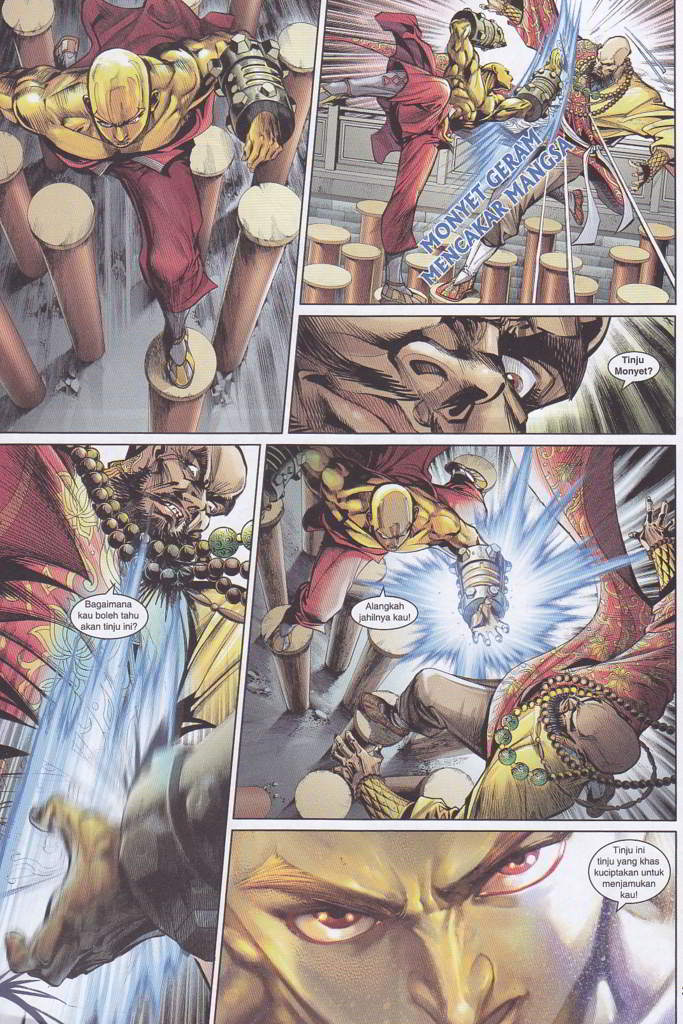 MONYET GERAM
MENCAKAR MANGSA
Tinju
Monyet?
Bagaimana
kau boleh tahu
akan tinju ini?
Alangkah
jahilnya kau!
Tinju ini
tinju yang khas
kuciptakan untuk
menjamukan
kau!